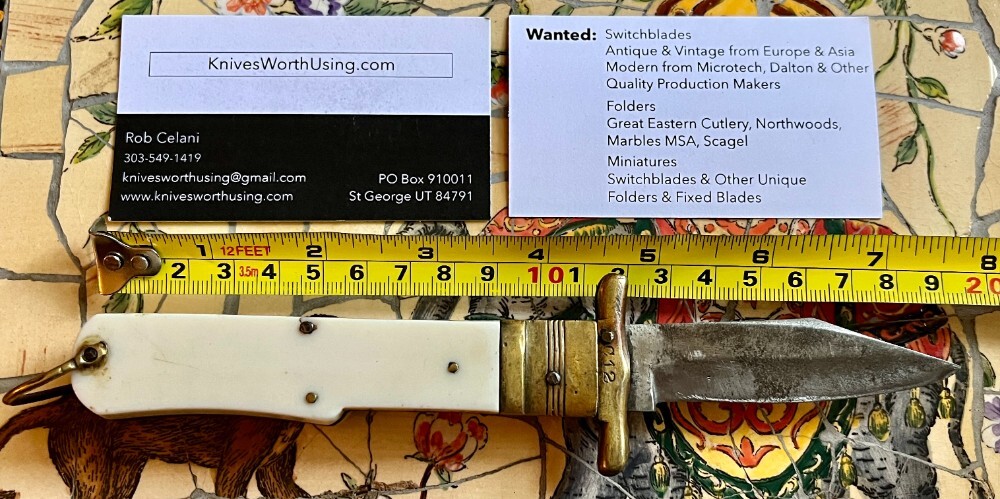 KnivesWorthUsing.com
Rob Celani
303-549-1419
knivesworthusing@gmail.com
www.knivesworthusing.com
PO Box 910011
St George UT 84791
Wanted: Switchblades
Antique & Vintage from Europe & Asia
Modern from Microtech, Dalton & Other
Quality Production Makers
Folders
Great Eastern Cutlery, Northwoods,
Marbles MSA, Scagel
Miniatures
Switchblades & Other Unique
Folders & Fixed Blades
1 12FEET 2 3 4 5 6 7 8
2 3 3.5m 4 5 6 7 8 9 10 1 2 3 4 5 6 7 8 9 20